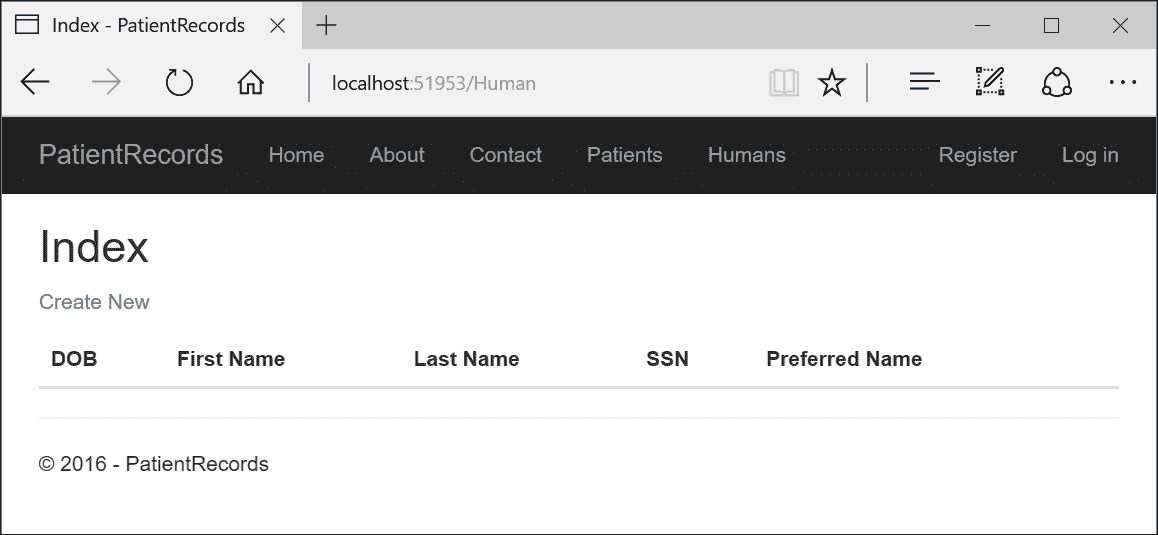 Index - PatientRecords
localhost:51953/Human
PatientRecords Home About Contact Patients Humans Register Log in
Index
Create New
DOB First Name Last Name SSN Preferred Name
© 2016 - PatientRecords